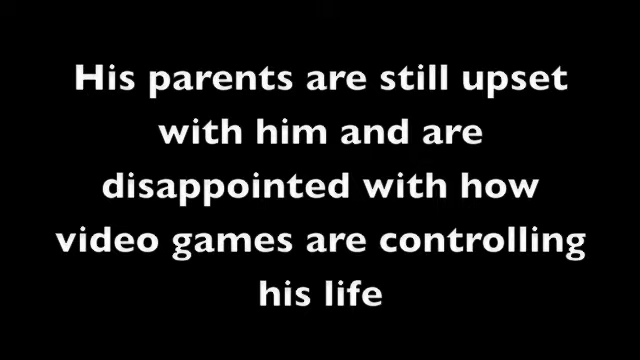 His parents are still upset
with him and are
disappointed with how
video games are controlling
his life